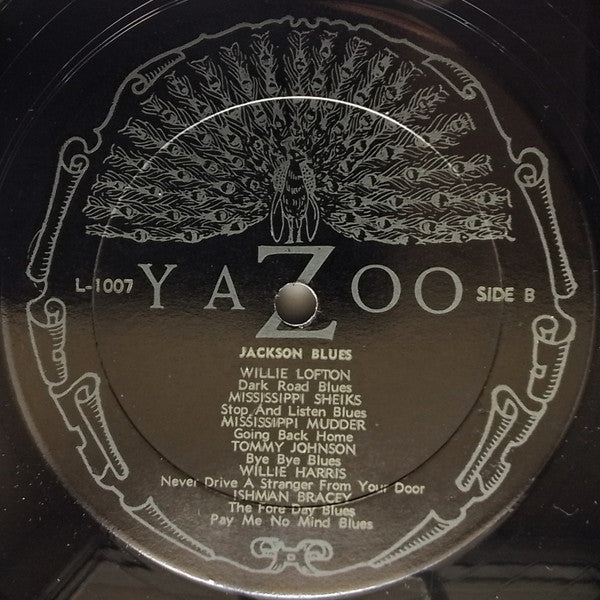 L-1007 YAZOO SIDE B
JACKSON BLUES
WILLIE LOFTON
Dark Road Blues
MISSISSIPPI SHEIKS
Stop And Listen Blues
MISSISSIPPI MUDDER
Going Back Home
TOMMY JOHNSON
Bye Bye Blues
WILLIE HARRIS
Never Drive A Stranger From Your Door
ISHMAN BRACEY
The Fore Day Blues
Pay Me No Mind Blues